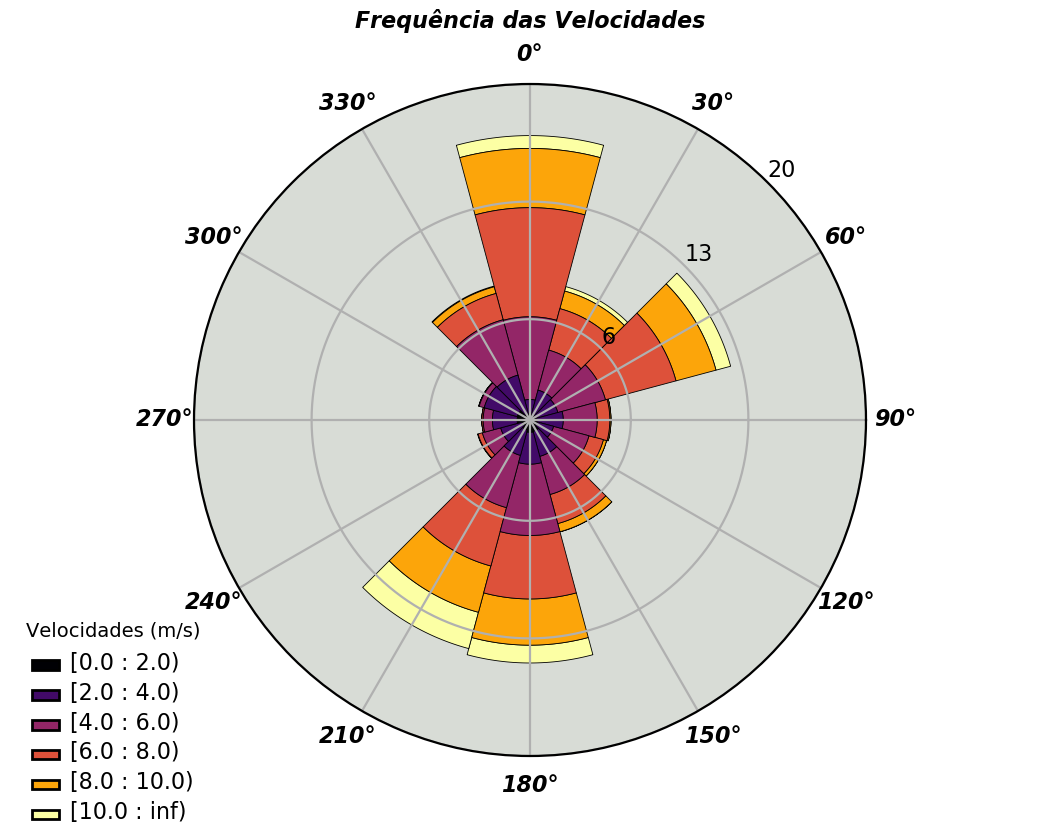 Frequência das Velocidades
0°
330°
30°
20
300°
60°
13
6
270°
90°
240°
120°
210°
150°
180°
Velocidades (m/s)
[0.0 : 2.0)
[2.0 : 4.0)
[4.0 : 6.0)
[6.0 : 8.0)
[8.0 : 10.0)
[10.0 : inf)